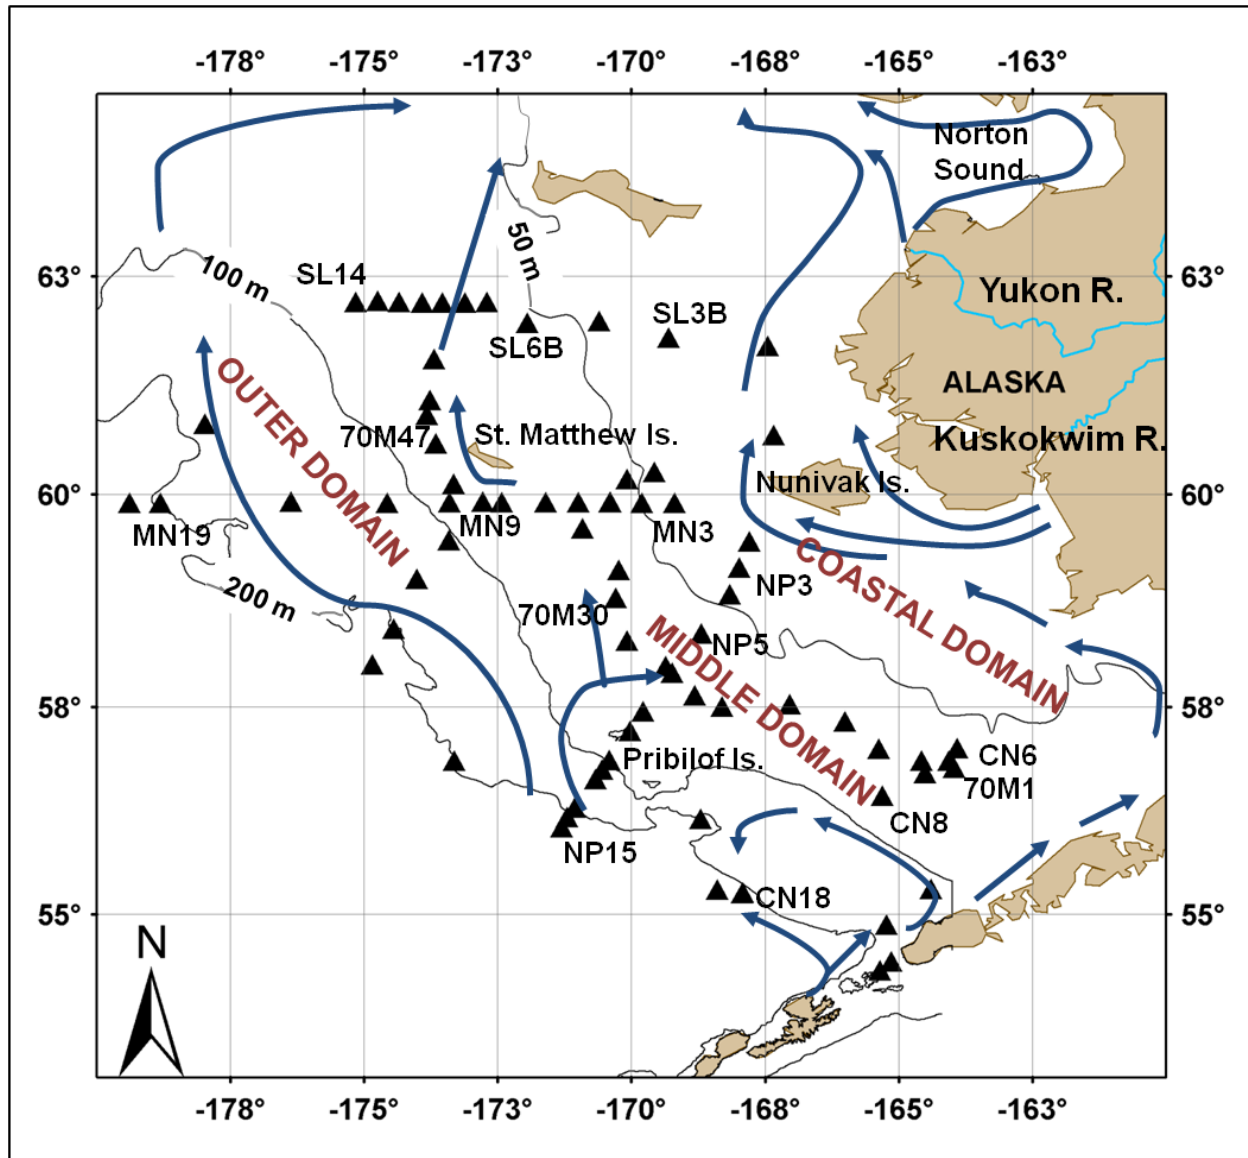 -178° -175° -173° -170° -168° -165° -163°
Norton
Sound
50 m
100 m
SL14
63° 63°
Yukon R.
SL3B
SL6B
OUTER DOMAIN
ALASKA
70M47
St. Matthew Is.
Kuskokwim R.
Nunivak Is.
60° 60°
MN19
MN9
MN3
COASTAL DOMAIN
NP3
200 m
70M30
MIDDLE DOMAIN
NP5
58° 58°
Pribilof Is.
CN6
70M1
CN8
NP15
CN18
55° 55°
N
-178° -175° -173° -170° -168° -165° -163°